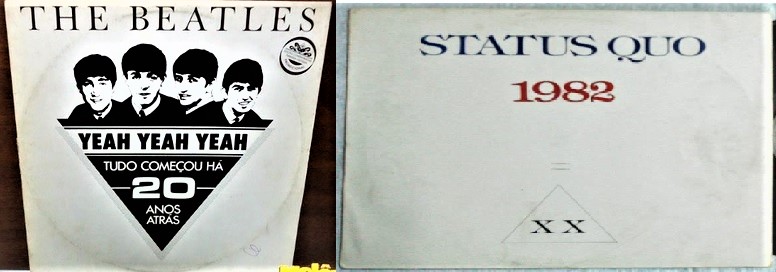 THE BEATLES
YEAH YEAH YEAH
TUDO COMEÇOU HÁ
20
ANOS
ATRÁS
STATUS QUO
1982
=
XX